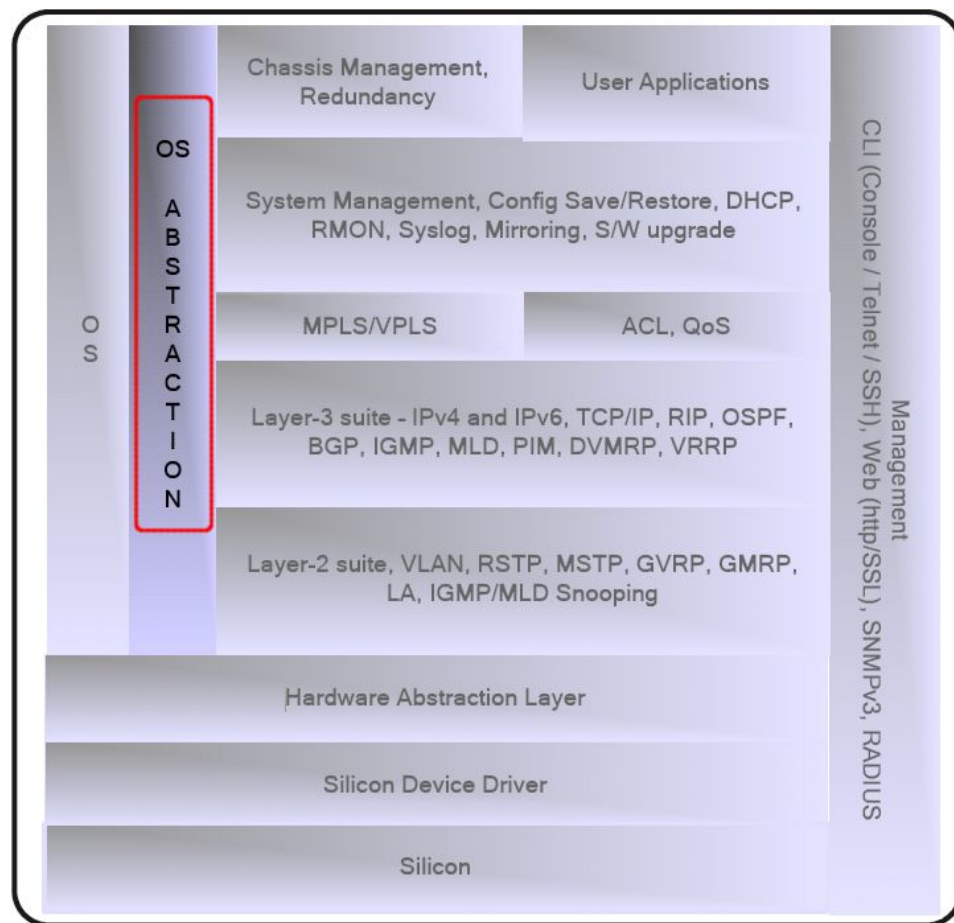 Chassis Management,
Redundancy
User Applications
OS
ABSTRACTION
System Management, Config Save/Restore, DHCP,
RMON, Syslog, Mirroring, S/W upgrade
OS
MPLS/VPLS
ACL, QoS
Layer-3 suite - IPv4 and IPv6, TCP/IP, RIP, OSPF,
BGP, IGMP, MLD, PIM, DVMRP, VRRP
Layer-2 suite, VLAN, RSTP, MSTP, GVRP, GMRP,
LA, IGMP/MLD Snooping
Hardware Abstraction Layer
Silicon Device Driver
Silicon
Management
CLI (Console / Telnet / SSH), Web (http/SSL), SNMPv3, RADIUS